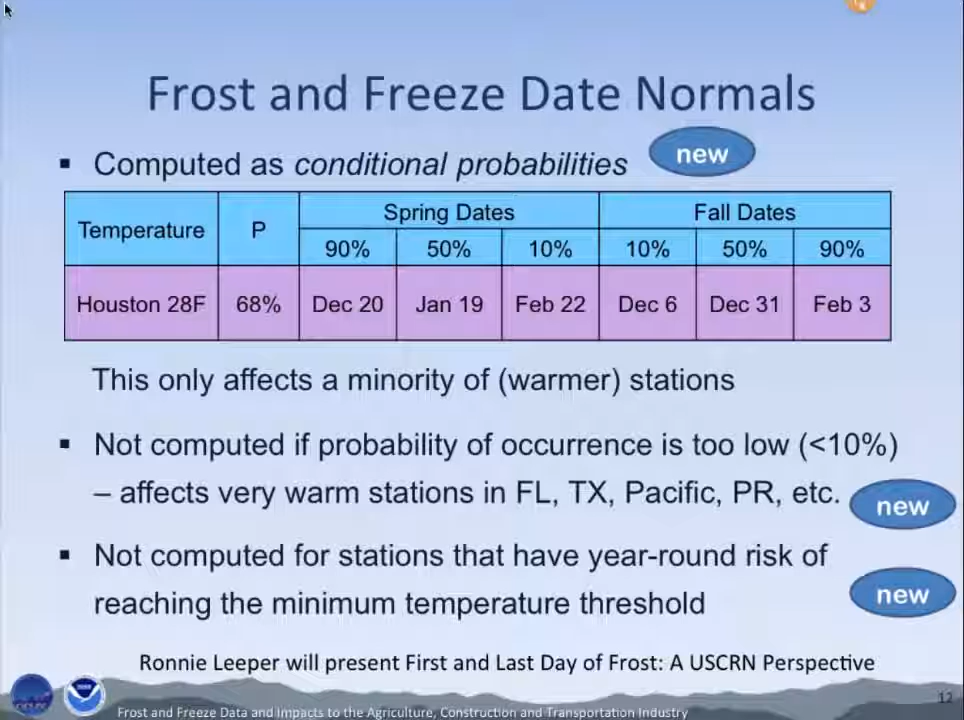 Frost and Freeze Date Normals
▪ Computed as conditional probabilities
new
Temperature P Spring Dates Fall Dates
90% 50% 10% 10% 50% 90%
Houston 28F 68% Dec 20 Jan 19 Feb 22 Dec 6 Dec 31 Feb 3
This only affects a minority of (warmer) stations
▪ Not computed if probability of occurrence is too low (<10%)
– affects very warm stations in FL, TX, Pacific, PR, etc.
new
▪ Not computed for stations that have year-round risk of
reaching the minimum temperature threshold
new
Ronnie Leeper will present First and Last Day of Frost: A USCRN Perspective
12
Frost and Freeze Data and Impacts to the Agriculture, Construction and Transportation Industry